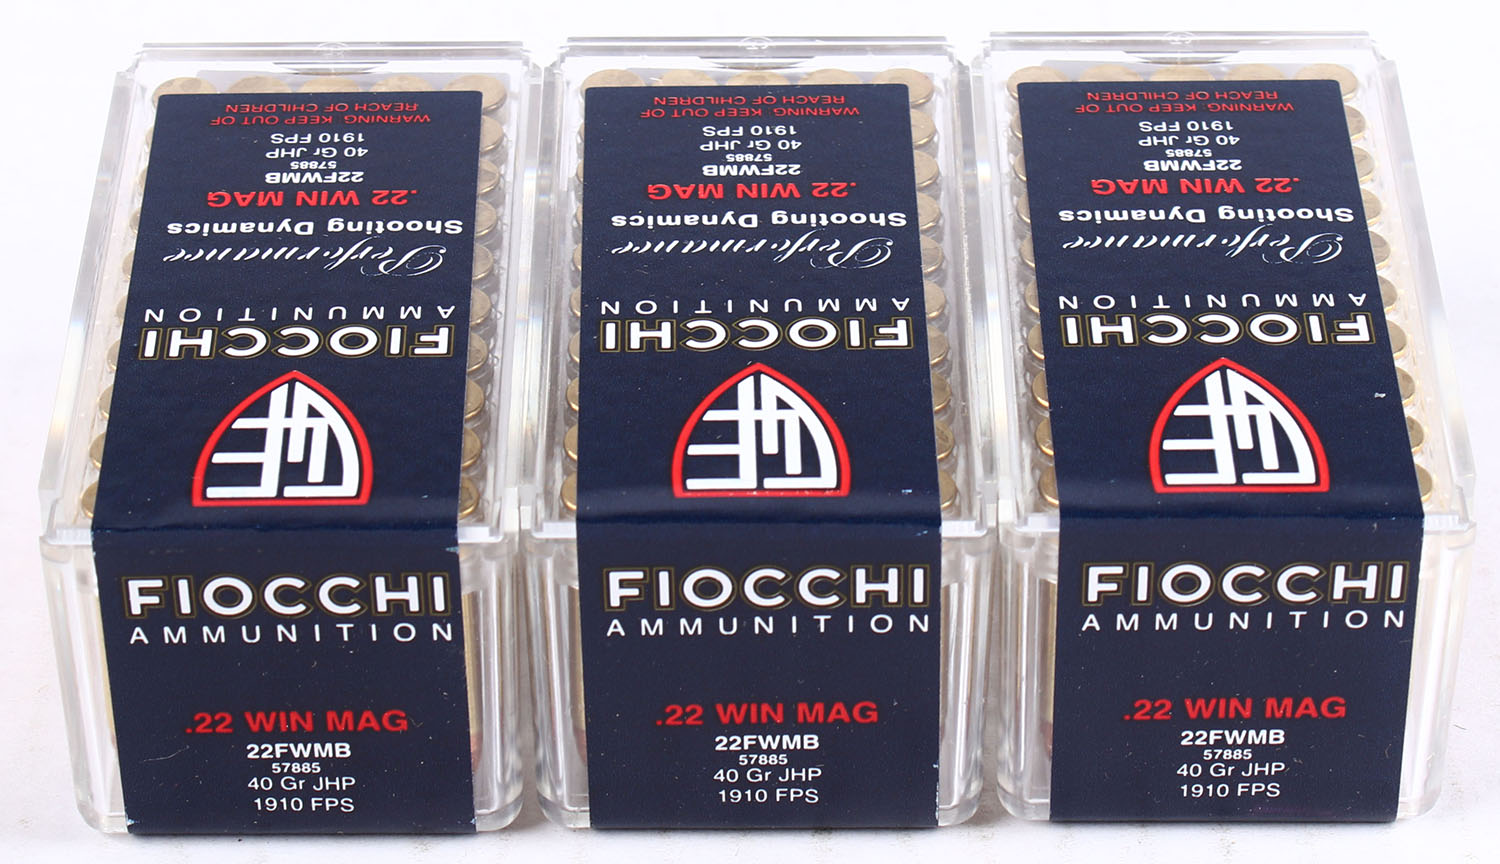 WARNING: KEEP OUT OF
REACH OF CHILDREN
1910 FPS
40 Gr JHP
57885
22FWMB
.22 WIN MAG
Shooting Dynamics
Performance
AMMUNITION
FIOCCHI
FIOCCHI
AMMUNITION
.22 WIN MAG
22FWMB
57885
40 Gr JHP
1910 FPS
WARNING: KEEP OUT OF
REACH OF CHILDREN
1910 FPS
40 Gr JHP
57885
22FWMB
.22 WIN MAG
Shooting Dynamics
Performance
AMMUNITION
FIOCCHI
FIOCCHI
AMMUNITION
.22 WIN MAG
22FWMB
57885
40 Gr JHP
1910 FPS
WARNING: KEEP OUT OF
REACH OF CHILDREN
1910 FPS
40 Gr JHP
57885
22FWMB
.22 WIN MAG
Shooting Dynamics
Performance
AMMUNITION
FIOCCHI
FIOCCHI
AMMUNITION
.22 WIN MAG
22FWMB
57885
40 Gr JHP
1910 FPS